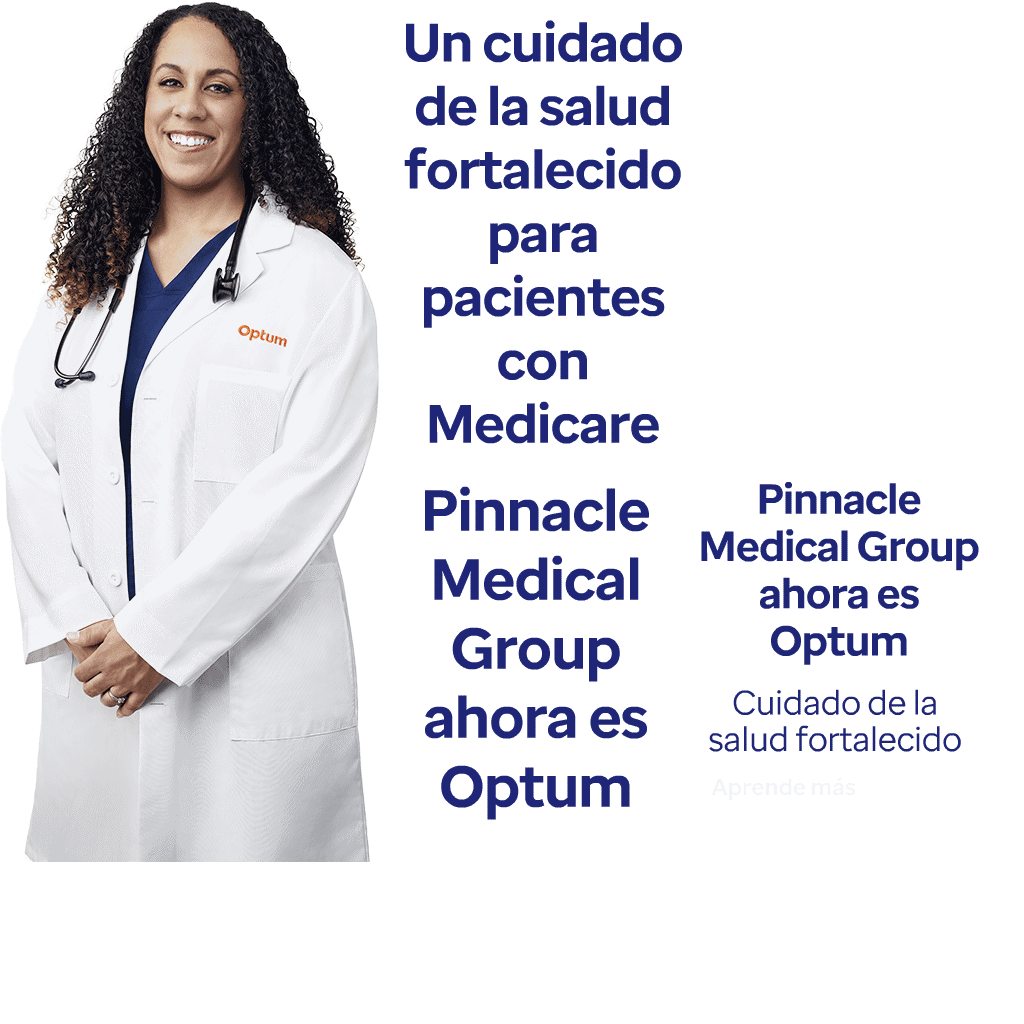 Un cuidado
de la salud
fortalecido
para
pacientes
con
Medicare
Optum
Pinnacle
Medical
Group
ahora es
Optum
Pinnacle
Medical Group
ahora es
Optum
Cuidado de la
salud fortalecido
Aprende más